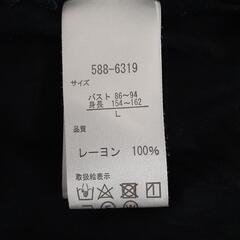 588-6319
サイズ
バスト 86～94
身長 154～162
L
品質
レーヨン 100%
取扱絵表示